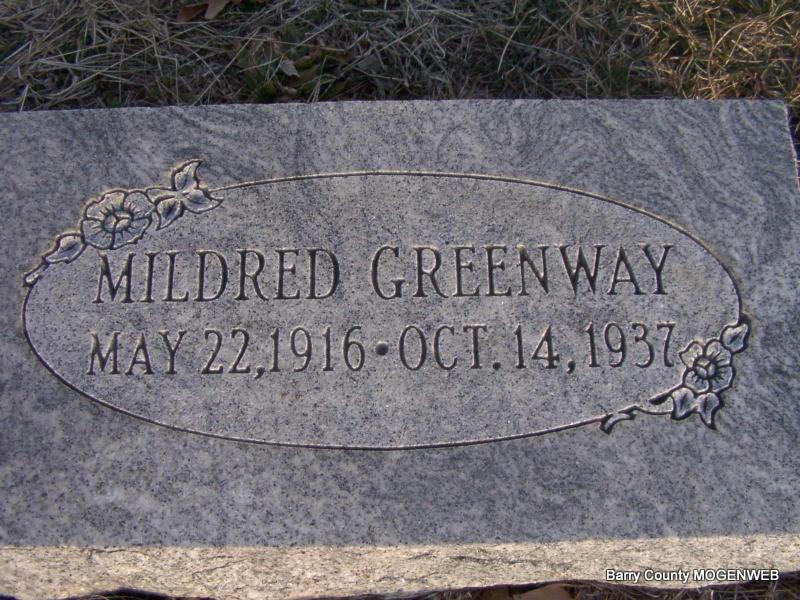 MILDRED GREENWAY
MAY 22, 1916 • OCT. 14, 1937
Barry County MOGENWEB